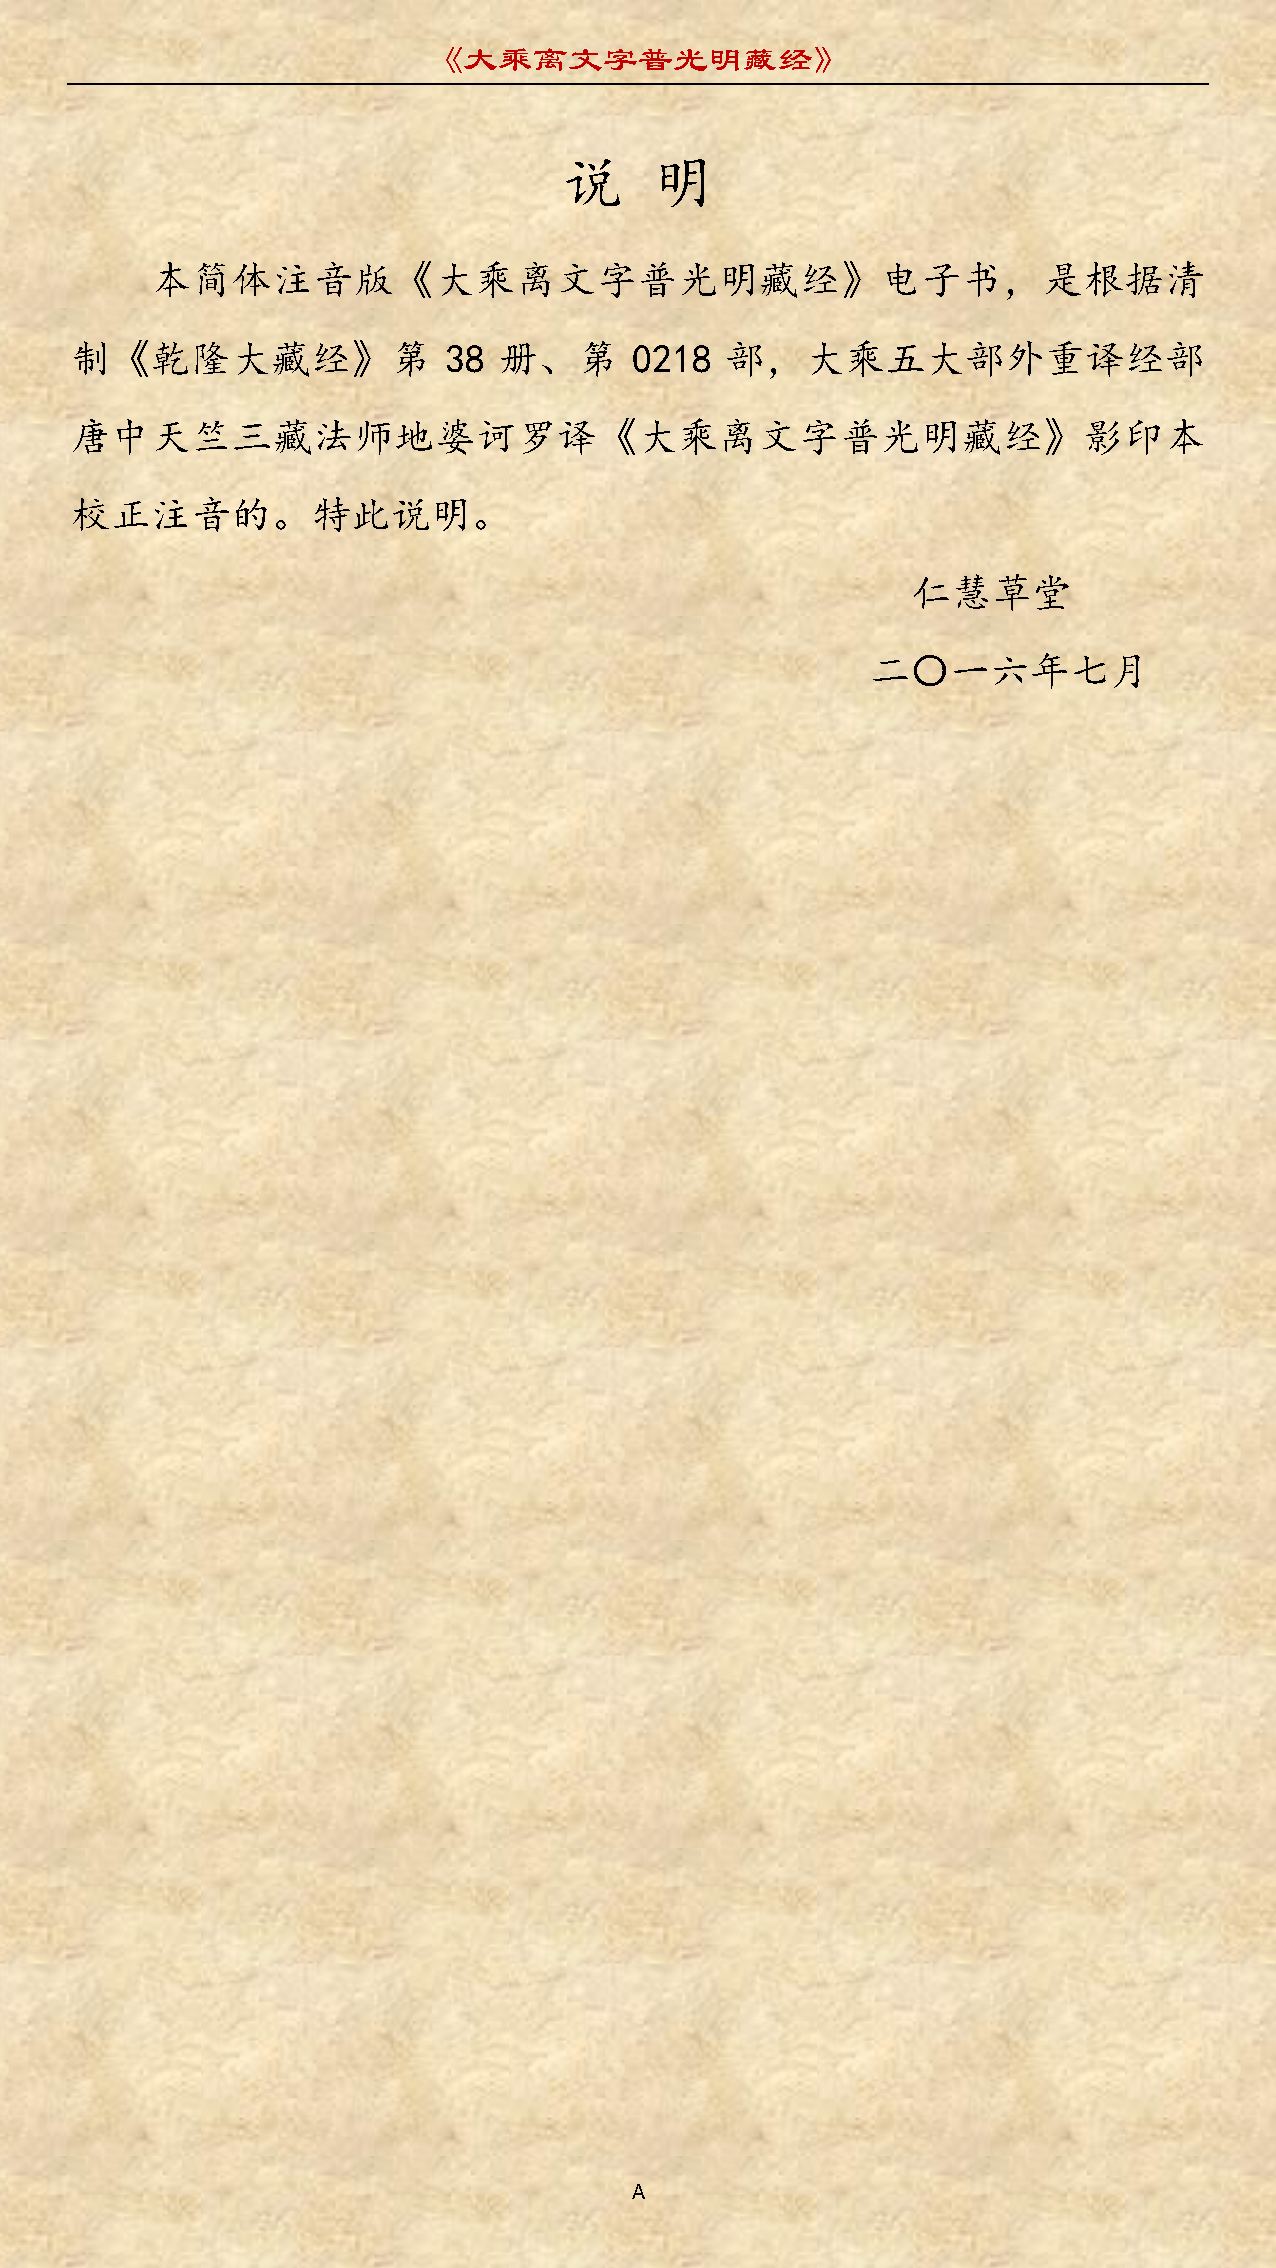 《大乘离文字普光明藏经》
说 明
本简体注音版《大乘离文字普光明藏经》电子书，是根据清
制《乾隆大藏经》第 38 册、第 0218 部，大乘五大部外重译经部
唐中天竺三藏法师地婆诃罗译《大乘离文字普光明藏经》影印本
校正注音的。特此说明。
仁慧草堂
二〇一六年七月
A